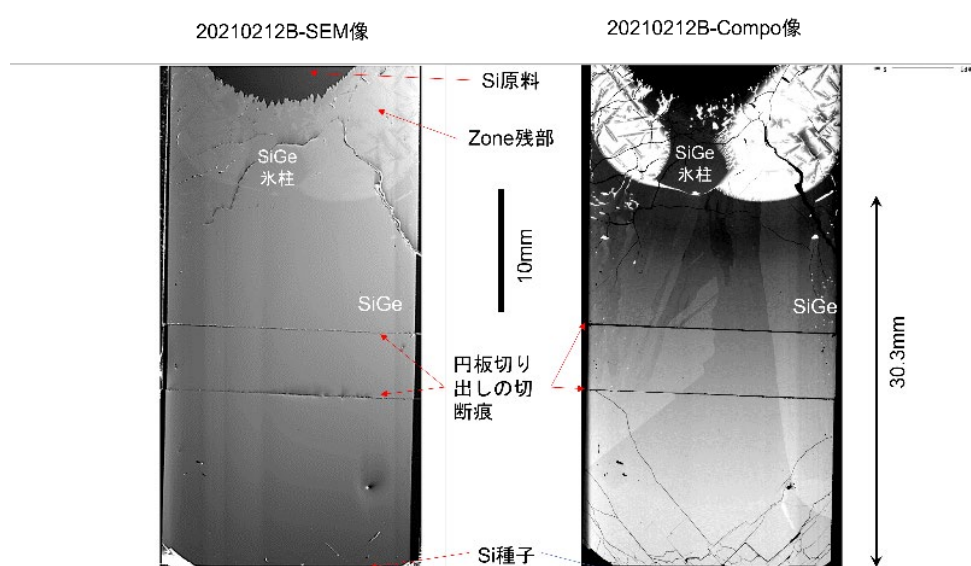 20210212B-SEM像
20210212B-Compo像
Si原料
Zone残部
SiGe
氷柱
SiGe
氷柱
10mm
SiGe
SiGe
円板切り
出しの切
断痕
30.3mm
Si種子